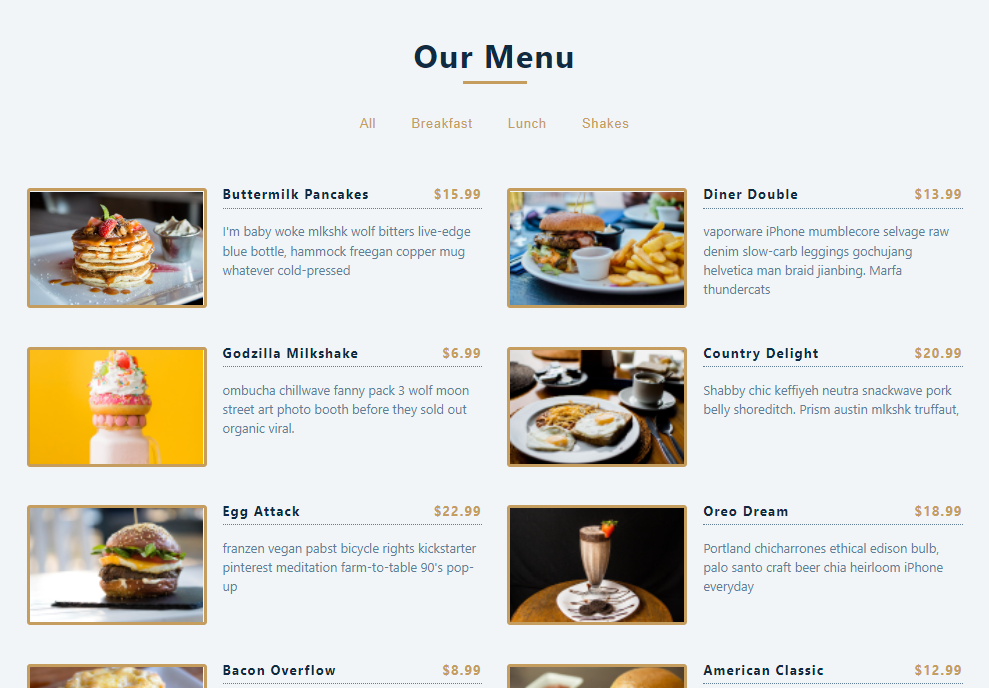 Our Menu
All Breakfast Lunch Shakes
Buttermilk Pancakes $15.99
I'm baby woke mlkshk wolf bitters live-edge
blue bottle, hammock freegan copper mug
whatever cold-pressed
Diner Double $13.99
vaporware iPhone mumblecore selvage raw
denim slow-carb leggings gochujang
helvetica man braid jianbing. Marfa
thundercats
Godzilla Milkshake $6.99
ombucha chillwave fanny pack 3 wolf moon
street art photo booth before they sold out
organic viral.
Country Delight $20.99
Shabby chic keffiyeh neutra snackwave pork
belly shoreditch. Prism austin mlkshk truffaut,
Egg Attack $22.99
franzen vegan pabst bicycle rights kickstarter
pinterest meditation farm-to-table 90's pop-
up
Oreo Dream $18.99
Portland chicharrones ethical edison bulb,
palo santo craft beer chia heirloom iPhone
everyday
Bacon Overflow $8.99
American Classic $12.99